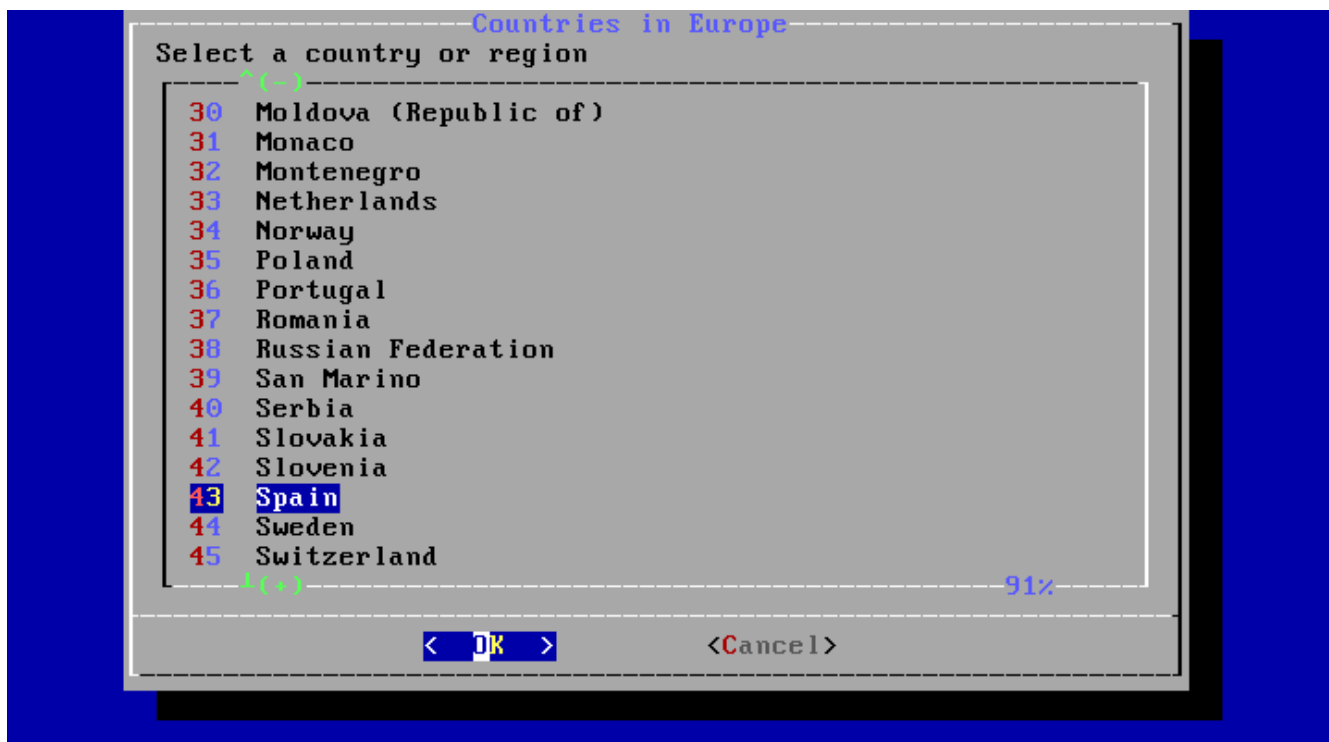 Countries in Europe
Select a country or region
^(-)
30 Moldova (Republic of)
31 Monaco
32 Montenegro
33 Netherlands
34 Norway
35 Poland
36 Portugal
37 Romania
38 Russian Federation
39 San Marino
40 Serbia
41 Slovakia
42 Slovenia
43 Spain
44 Sweden
45 Switzerland
┴(+) 91%
< OK > <Cancel>